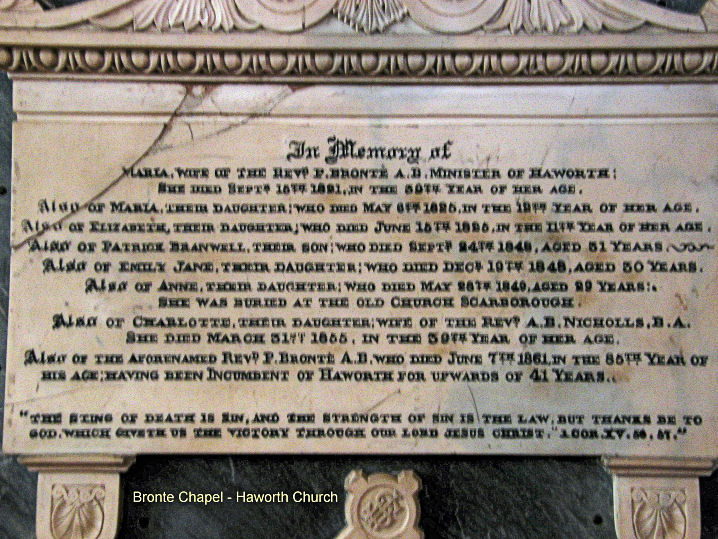 In Memory of
MARIA, WIFE OF THE REVD. P. BRONTË A.B. MINISTER OF HAWORTH;
SHE DIED SEPTR. 15TH 1821, IN THE 39TH YEAR OF HER AGE.
Also OF MARIA, THEIR DAUGHTER; WHO DIED MAY 6TH 1825, IN THE 12TH YEAR OF HER AGE.
Also OF ELIZABETH, THEIR DAUGHTER; WHO DIED JUNE 15TH 1825, IN THE 11TH YEAR OF HER AGE.
Also OF PATRICK BRANWELL, THEIR SON; WHO DIED SEPTR. 24TH 1848, AGED 31 YEARS.
Also OF EMILY JANE, THEIR DAUGHTER; WHO DIED DECR. 19TH 1848, AGED 30 YEARS.
Also OF ANNE, THEIR DAUGHTER; WHO DIED MAY 28TH 1849, AGED 29 YEARS:
SHE WAS BURIED AT THE OLD CHURCH SCARBOROUGH.
Also OF CHARLOTTE, THEIR DAUGHTER; WIFE OF THE REVD. A.B. NICHOLLS, B.A.
SHE DIED MARCH 31ST 1855, IN THE 39TH YEAR OF HER AGE.
Also OF THE AFORENAMED REVD. P. BRONTË A.B. WHO DIED JUNE 7TH 1861, IN THE 85TH YEAR OF
HIS AGE; HAVING BEEN INCUMBENT OF HAWORTH FOR UPWARDS OF 41 YEARS.
"THE STING OF DEATH IS SIN, AND THE STRENGTH OF SIN IS THE LAW, BUT THANKS BE TO
GOD, WHICH GIVETH US THE VICTORY THROUGH OUR LORD JESUS CHRIST." 1 COR. XV. 56. 57."
Bronte Chapel - Haworth Church